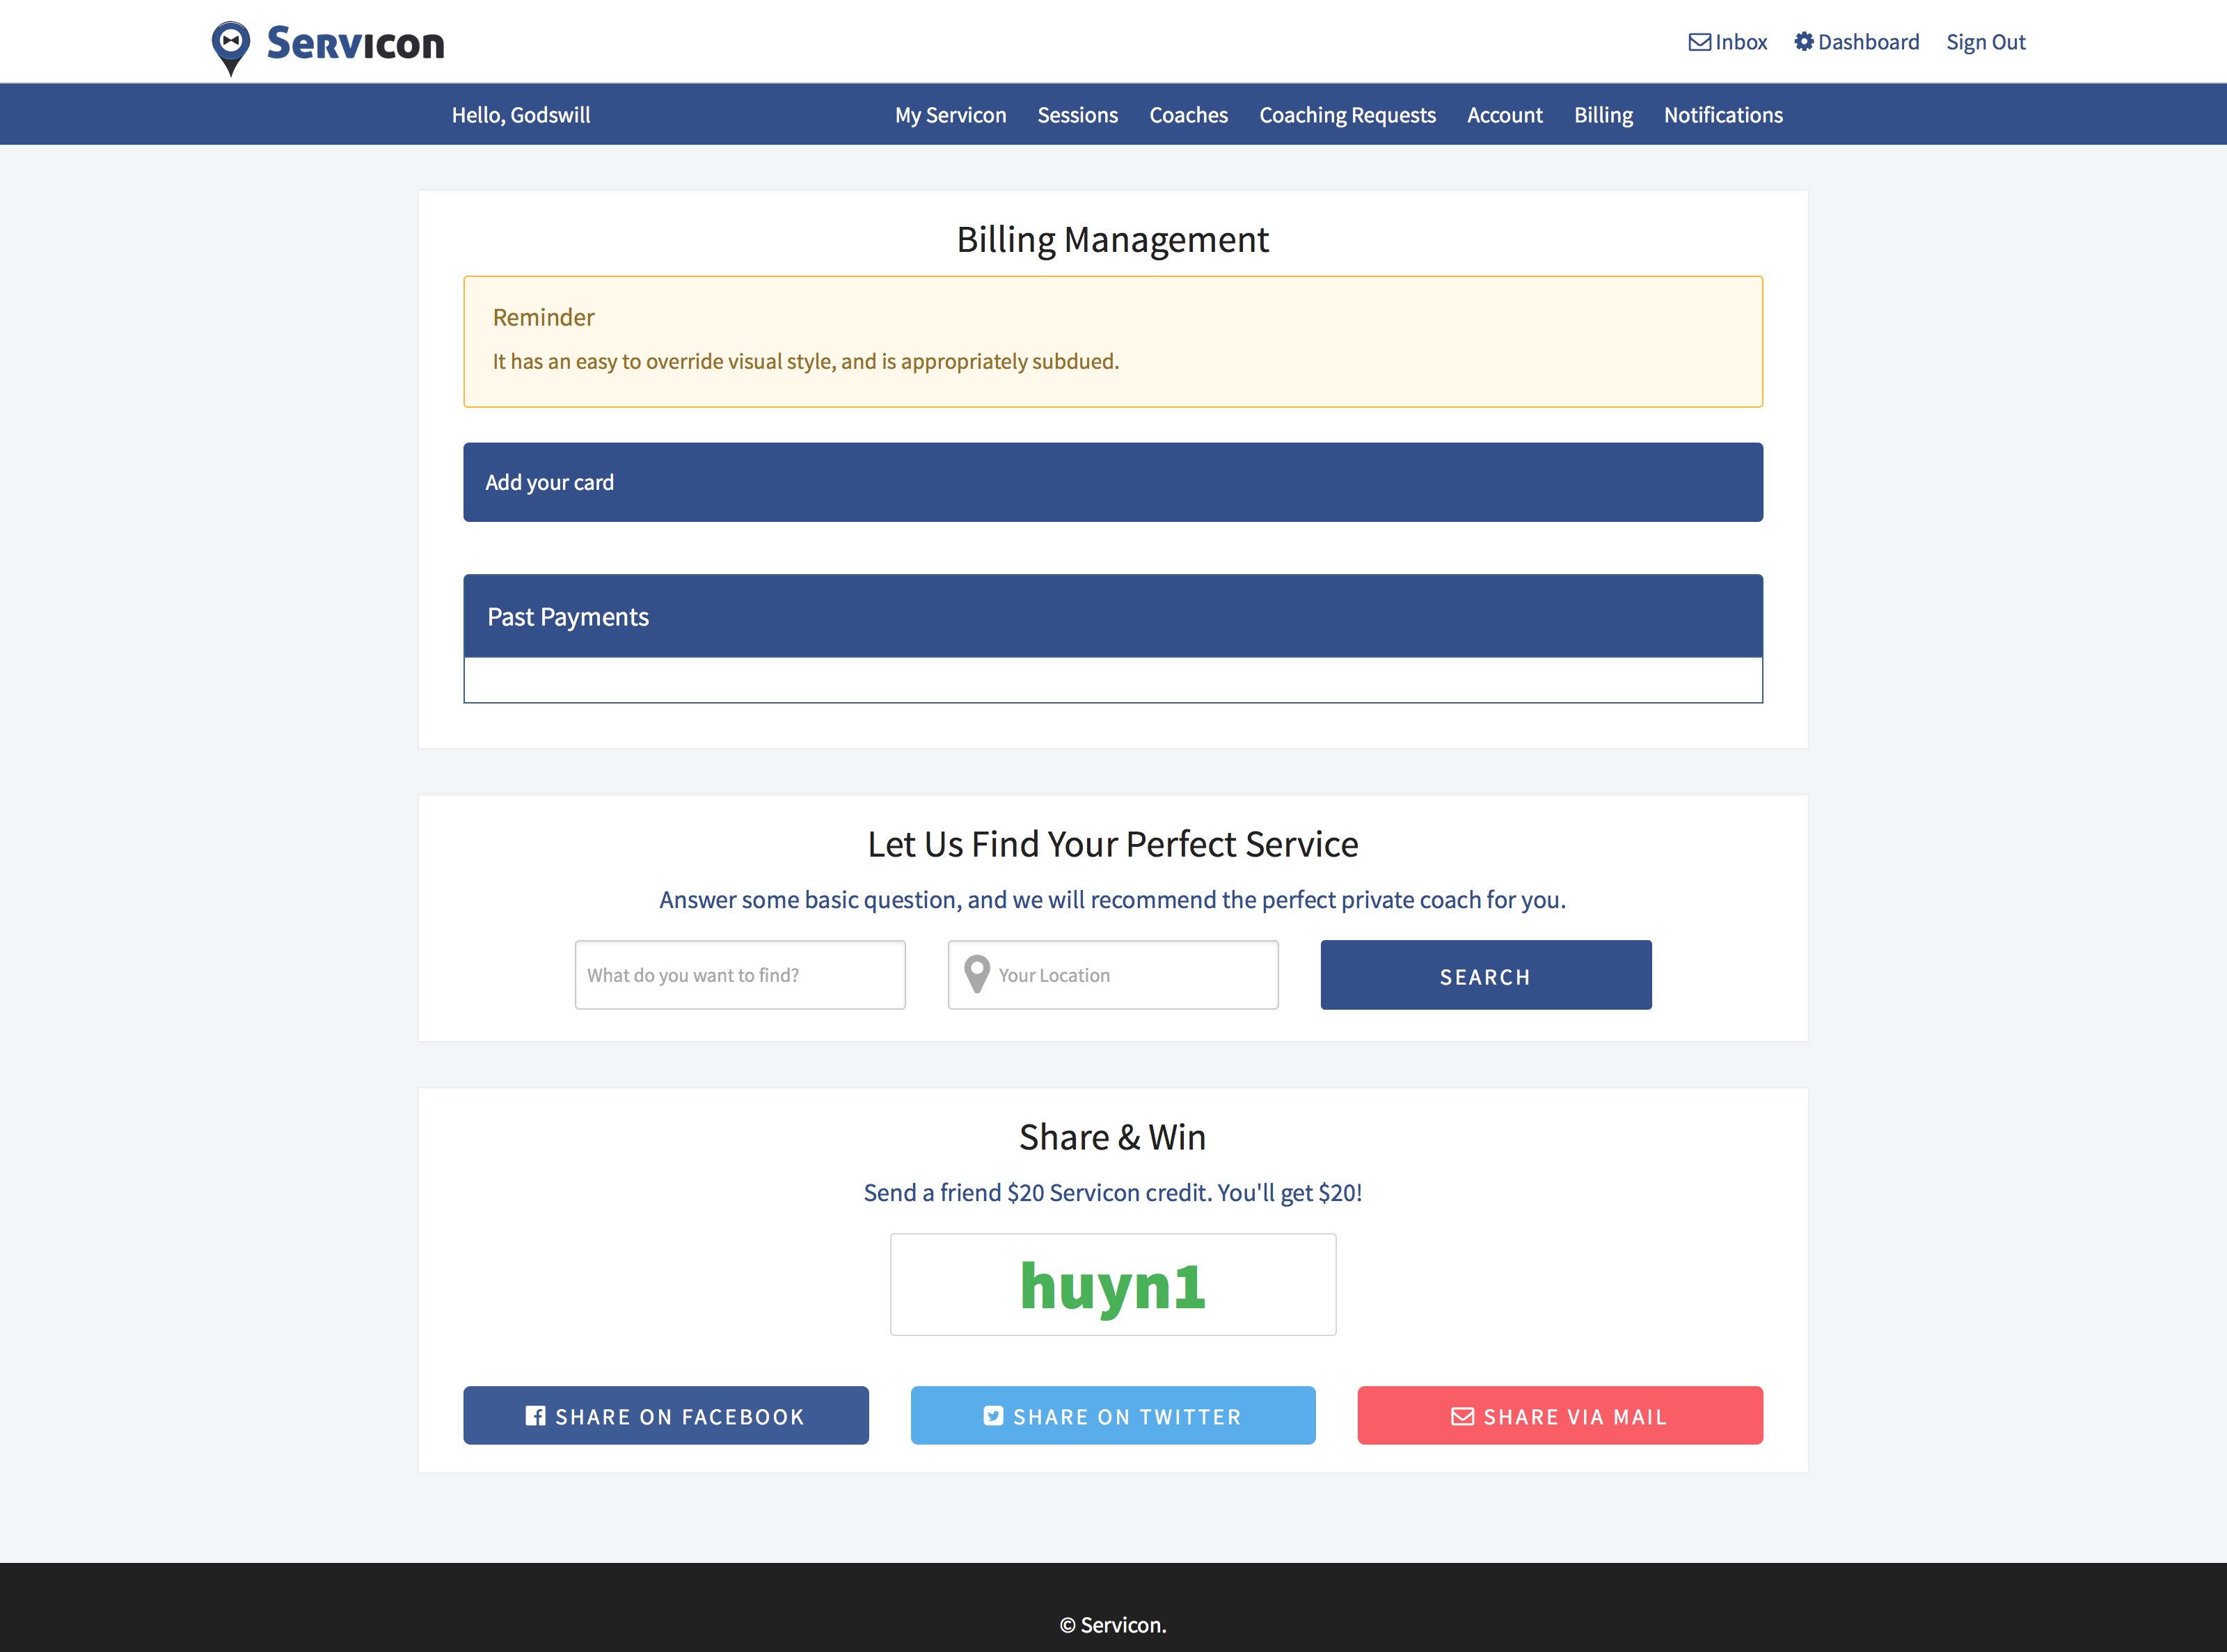 Servicon
Inbox
Dashboard
Sign Out
Hello, Godswill
My Servicon
Sessions
Coaches
Coaching Requests
Account
Billing
Notifications
Billing Management
Reminder
It has an easy to override visual style, and is appropriately subdued.
Add your card
Past Payments
Let Us Find Your Perfect Service
Answer some basic question, and we will recommend the perfect private coach for you.
What do you want to find?
Your Location
SEARCH
Share & Win
Send a friend $20 Servicon credit. You'll get $20!
huyn1
SHARE ON FACEBOOK
SHARE ON TWITTER
SHARE VIA MAIL
© Servicon.